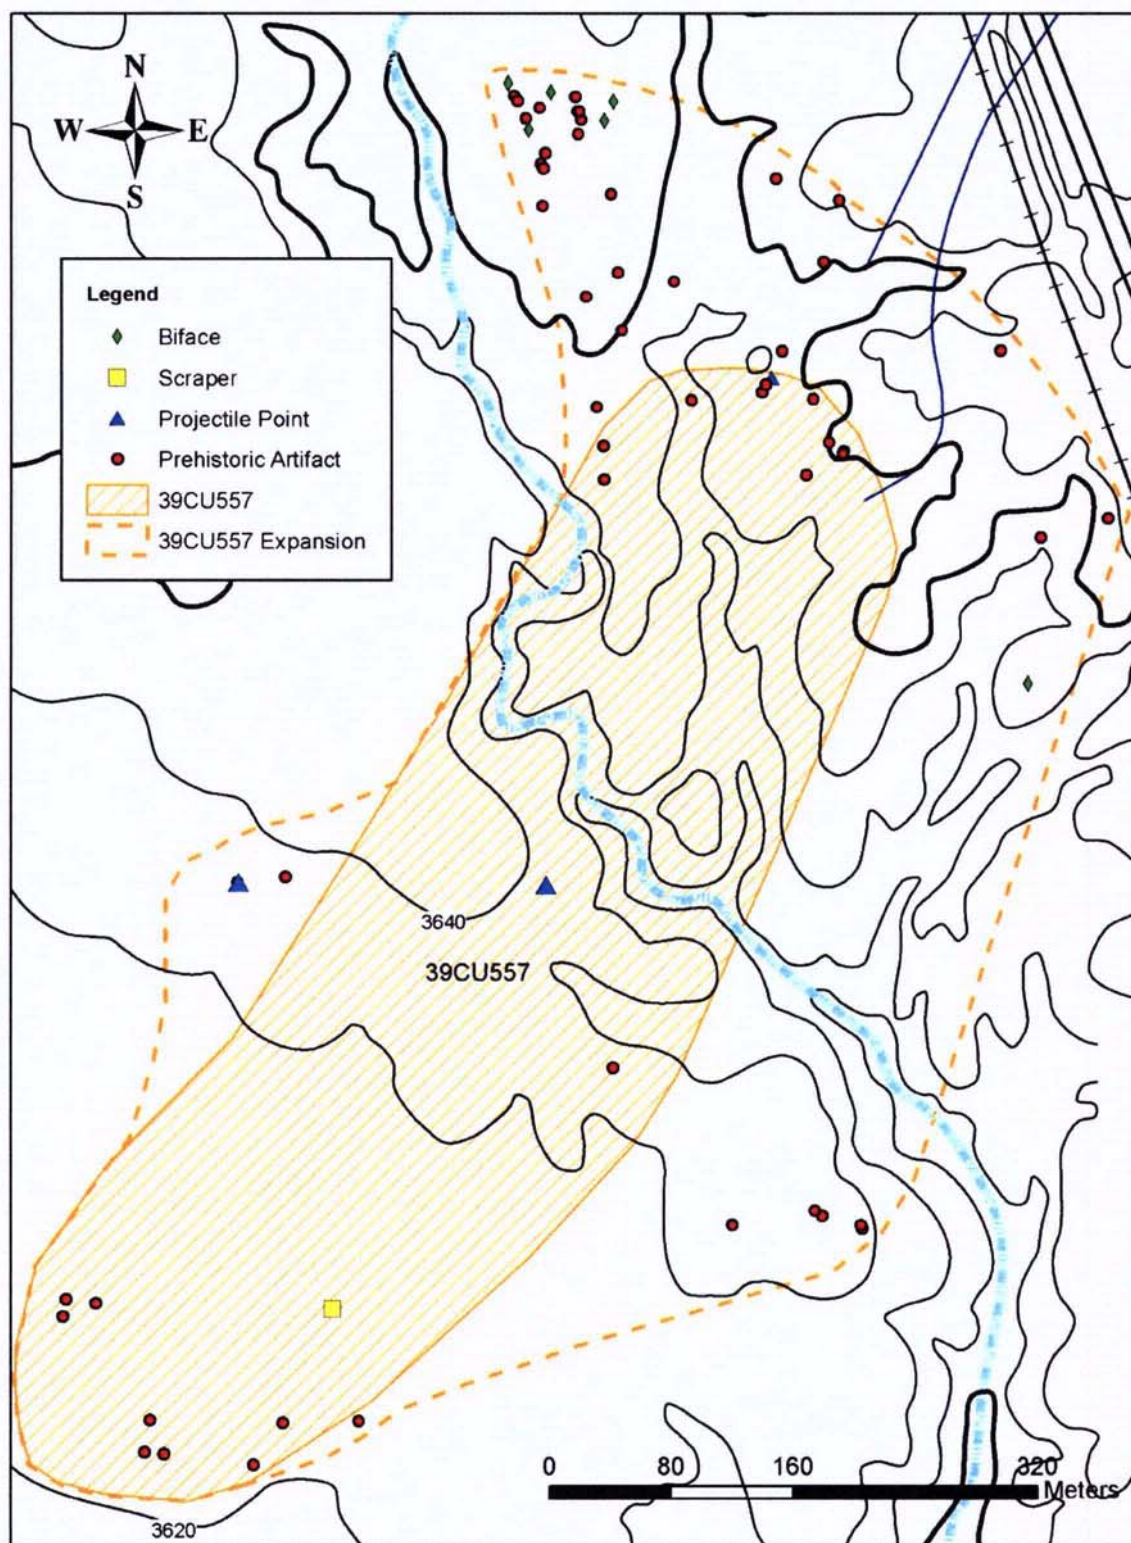 N
W E
S
Legend
Biface
Scraper
Projectile Point
Prehistoric Artifact
39CU557
39CU557 Expansion
3640
39CU557
0 80 160 320
Meters
3620